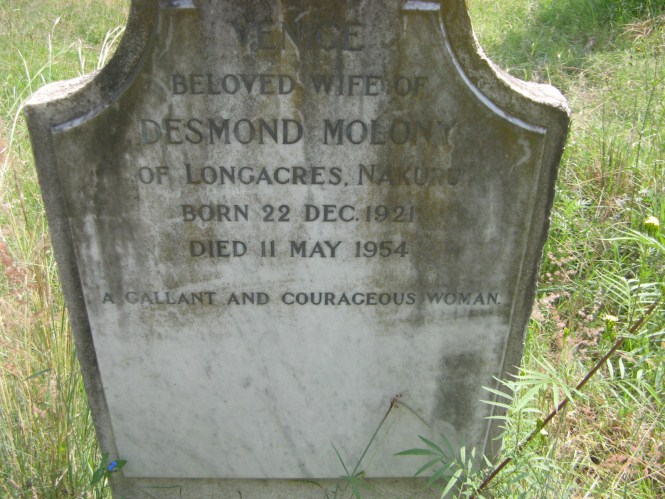 VENICE
BELOVED WIFE OF
DESMOND MOLONY
OF LONGACRES, NAKURU
BORN 22 DEC. 1921
DIED 11 MAY 1954
A GALLANT AND COURAGEOUS WOMAN.